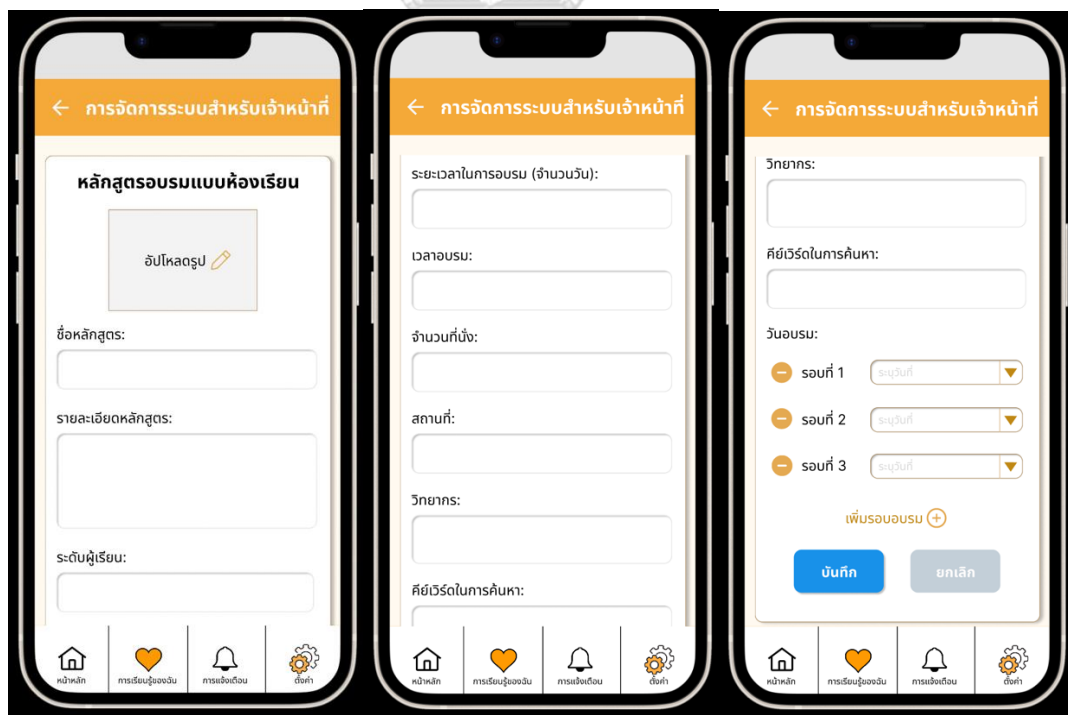 การจัดการระบบสำหรับเจ้าหน้าที่
หลักสูตรอบรมแบบห้องเรียน
อัปโหลดรูป
ชื่อหลักสูตร:
รายละเอียดหลักสูตร:
ระดับผู้เรียน:
หน้าหลัก
การเรียนรู้ของฉัน
การแจ้งเตือน
ตั้งค่า
การจัดการระบบสำหรับเจ้าหน้าที่
ระยะเวลาในการอบรม (จำนวนวัน):
เวลาอบรม:
จำนวนที่นั่ง:
สถานที่:
วิทยากร:
คีย์เวิร์ดในการค้นหา:
หน้าหลัก
การเรียนรู้ของฉัน
การแจ้งเตือน
ตั้งค่า
การจัดการระบบสำหรับเจ้าหน้าที่
วิทยากร:
คีย์เวิร์ดในการค้นหา:
วันอบรม:
รอบที่ 1 ระบุวันที่
รอบที่ 2 ระบุวันที่
รอบที่ 3 ระบุวันที่
เพิ่มรอบอบรม
บันทึก ยกเลิก
หน้าหลัก
การเรียนรู้ของฉัน
การแจ้งเตือน
ตั้งค่า